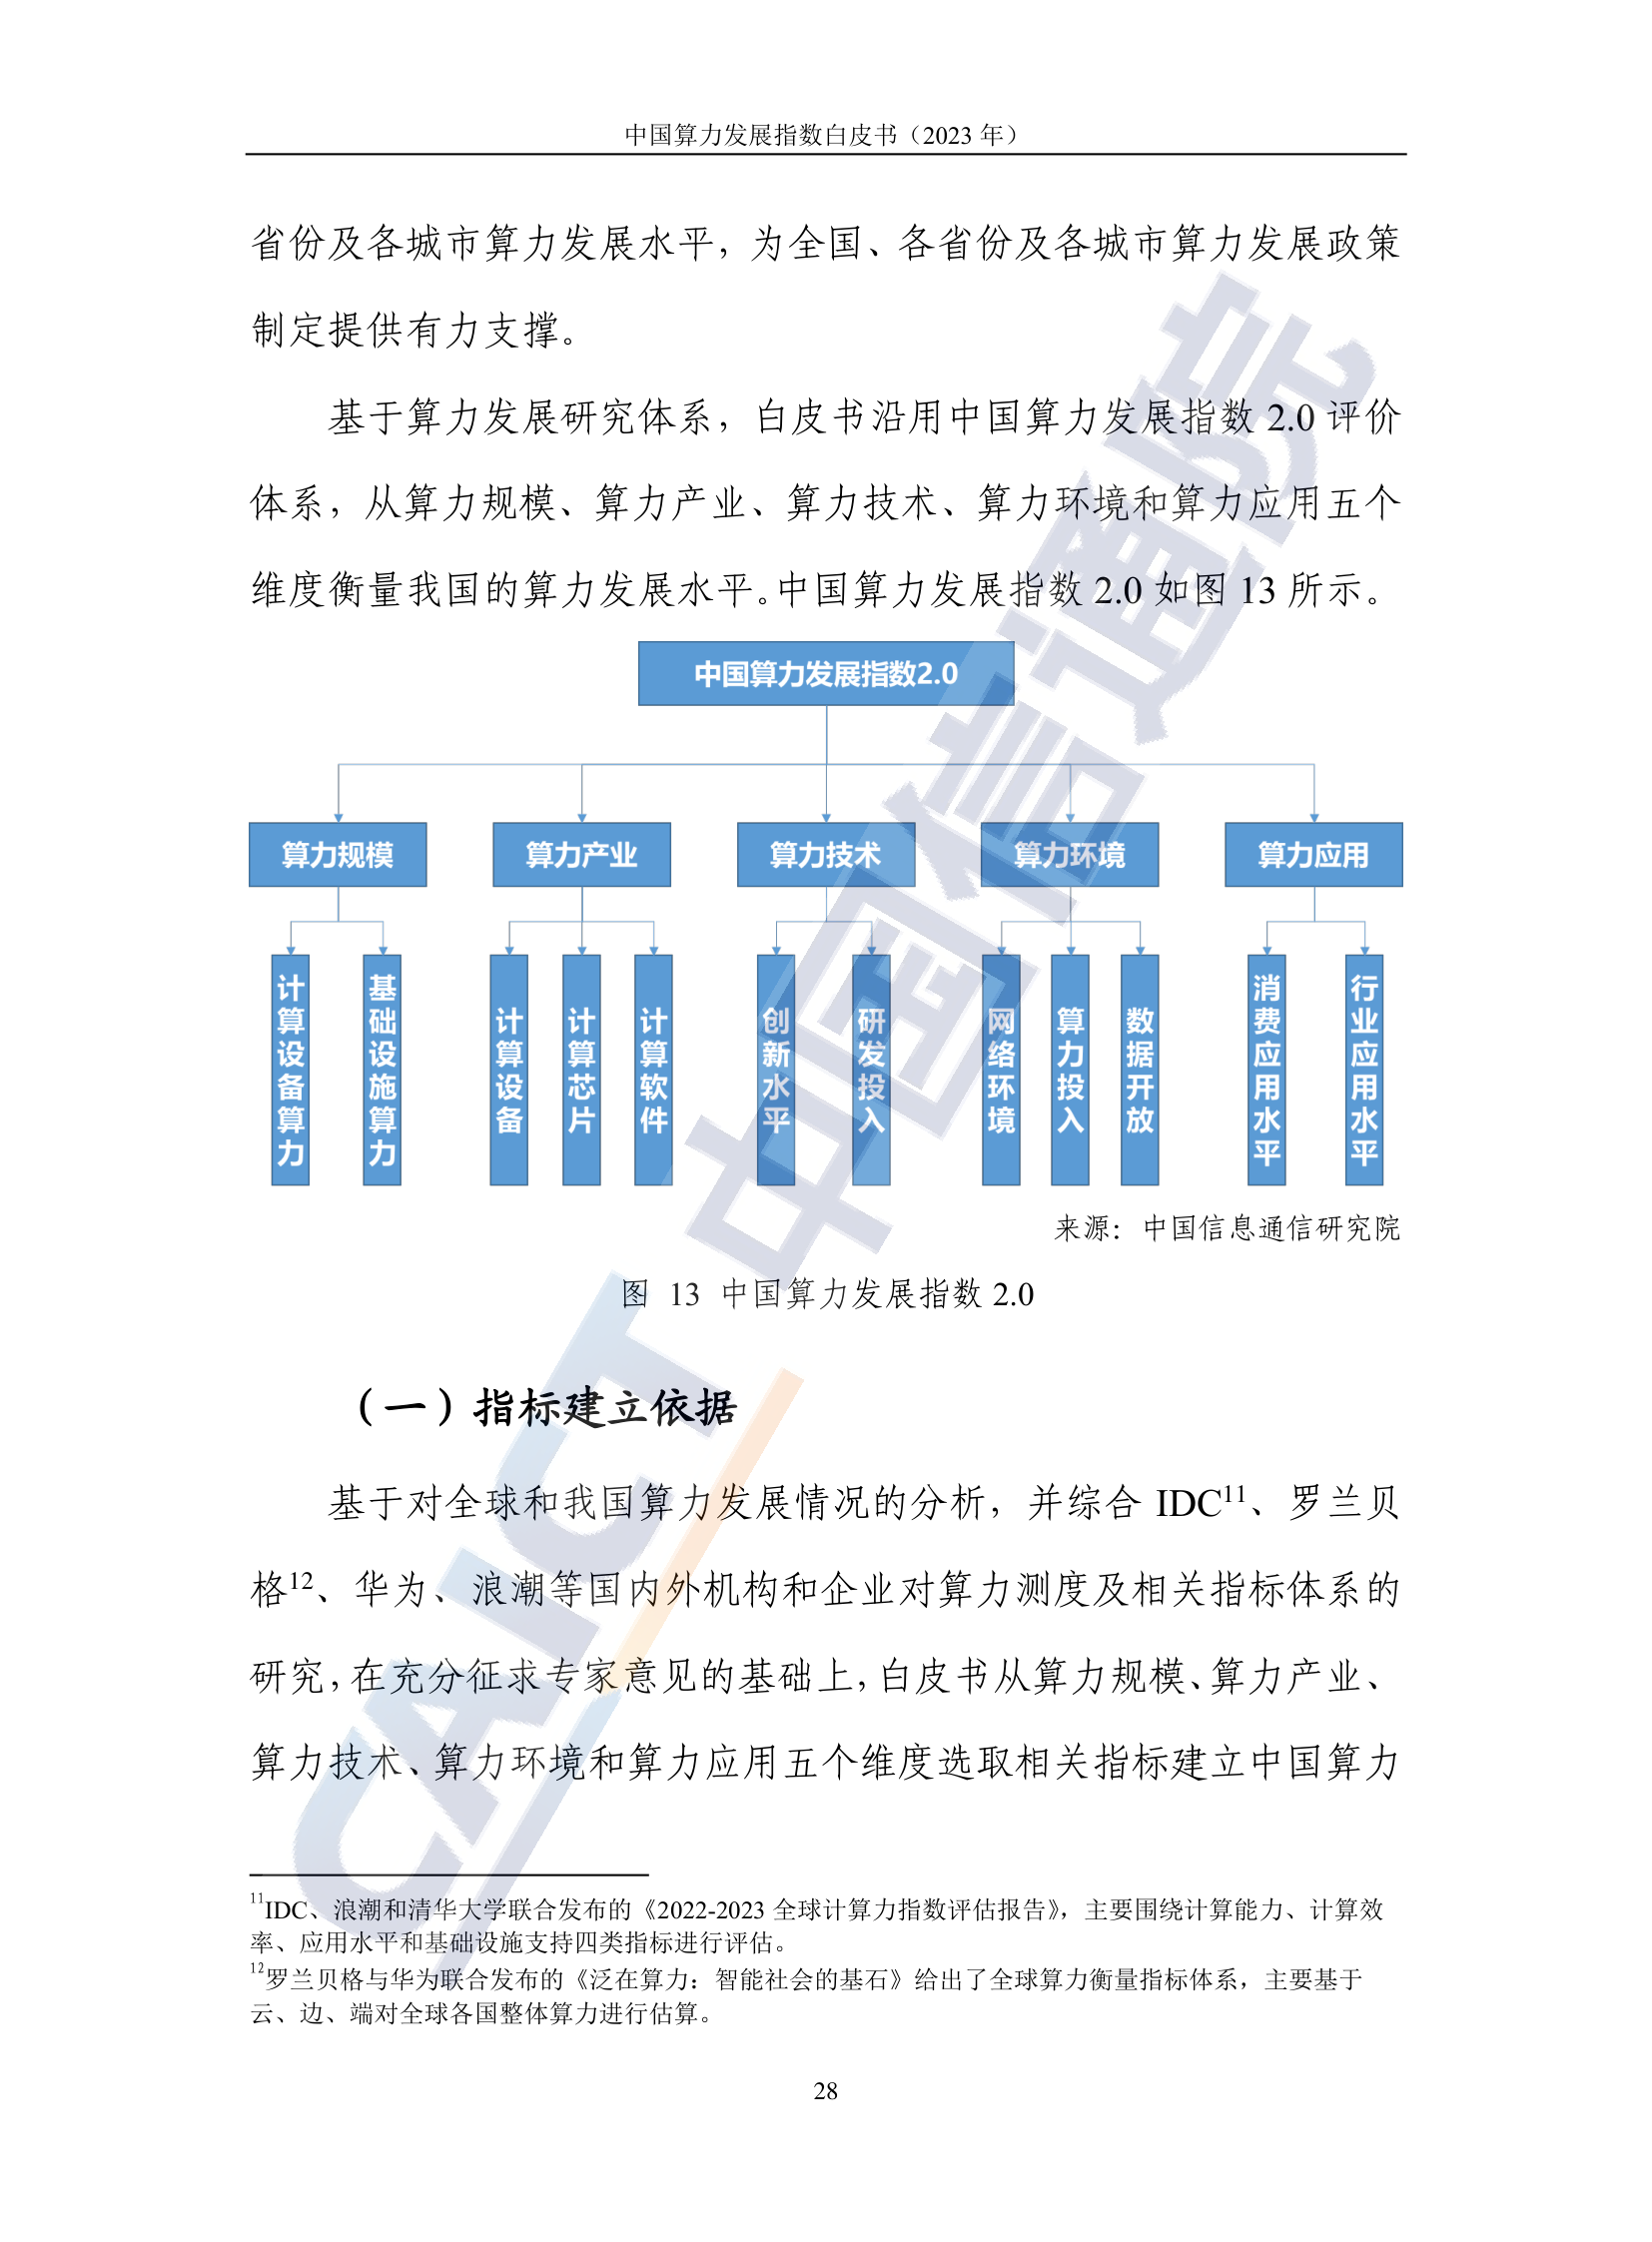 中国算力发展指数白皮书（2023 年）
省份及各城市算力发展水平，为全国、各省份及各城市算力发展政策
制定提供有力支撑。
基于算力发展研究体系，白皮书沿用中国算力发展指数 2.0 评价
体系，从算力规模、算力产业、算力技术、算力环境和算力应用五个
维度衡量我国的算力发展水平。中国算力发展指数 2.0 如图 13 所示。
中国算力发展指数2.0
算力规模
算力产业
算力技术
算力环境
算力应用
计算设备算力
基础设施算力
计算设备
计算芯片
计算软件
创新水平
研发投入
网络环境
算力投入
数据开放
消费应用水平
行业应用水平
来源：中国信息通信研究院
图 13 中国算力发展指数 2.0
（一）指标建立依据
基于对全球和我国算力发展情况的分析，并综合 IDC11、罗兰贝
格12、华为、浪潮等国内外机构和企业对算力测度及相关指标体系的
研究，在充分征求专家意见的基础上，白皮书从算力规模、算力产业、
算力技术、算力环境和算力应用五个维度选取相关指标建立中国算力
11IDC、浪潮和清华大学联合发布的《2022-2023 全球计算力指数评估报告》，主要围绕计算能力、计算效
率、应用水平和基础设施支持四类指标进行评估。
12罗兰贝格与华为联合发布的《泛在算力：智能社会的基石》给出了全球算力衡量指标体系，主要基于
云、边、端对全球各国整体算力进行估算。
28
CAICT 中国信通院